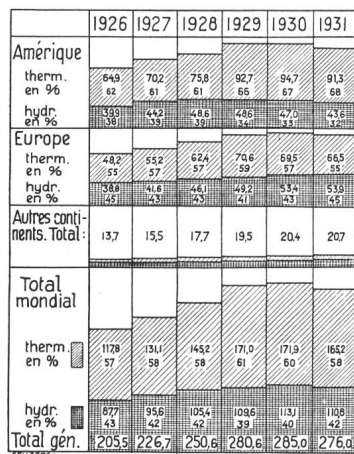 1926 1927 1928 1929 1930 1931
Amérique
therm. 64,9 70,2 75,8 92,7 94,7 91,3
en % 62 61 61 66 67 68
hydr. 39,9 44,2 48,6 48,6 47,0 43,6
en % 38 39 39 34 33 32
Europe
therm. 48,2 55,2 62,4 70,6 69,5 66,5
en % 55 57 57 59 57 55
hydr. 38,8 41,6 46,1 49,2 53,4 53,9
en % 45 43 43 41 43 45
Autres conti-
nents. Total: 13,7 15,5 17,7 19,5 20,4 20,7
Total
mondial
therm. 117,8 131,1 145,2 171,0 171,9 165,2
en % 57 58 58 61 60 58
hydr. 87,7 95,6 105,4 109,6 113,1 110,8
en % 43 42 42 39 40 42
Total gén. 205,5 226,7 250,6 280,6 285,0 276,0